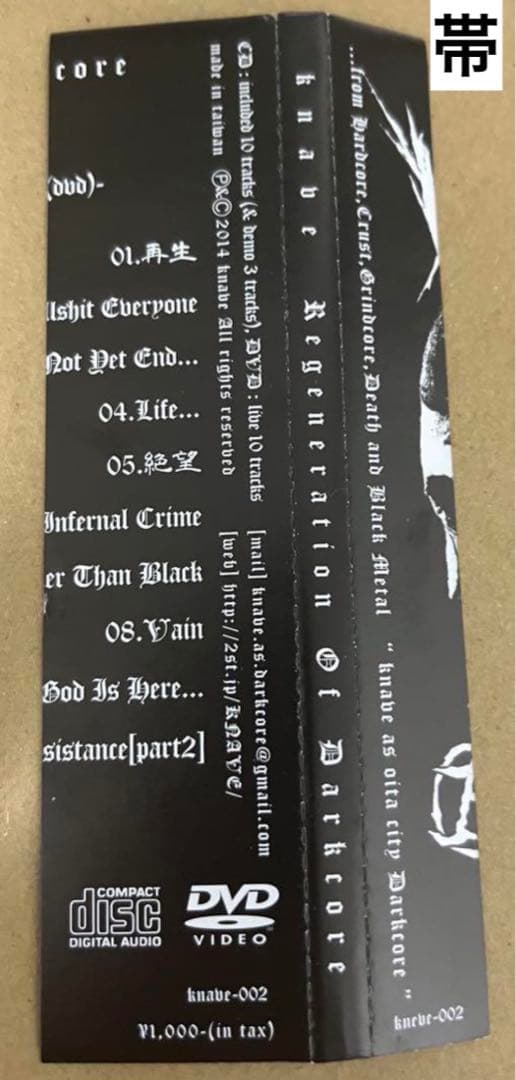 帯
core
(dvd)-
01.再生
llshit Everyone
Not Yet End...
04.Life...
05.絶望
Infernal Crime
er Than Black
08.Vain
God Is Here...
sistance[part2]
COMPACT
disc
DIGITAL AUDIO
DVD
VIDEO
knave-002
¥1,000-(in tax)
CD : included 10 tracks (& demo 3 tracks), DVD : live 10 tracks
made in taiwan ℗&©2014 knave All rights reserved
[mail] knave.as.darkcore@gmail.com
[web] http://2st.jp/KNAVE/
knave Regeneration Of Darkcore
...from Hardcore,Crust,Grindcore,Death and Black Metal " knave as oita city Darkcore "
knave-002